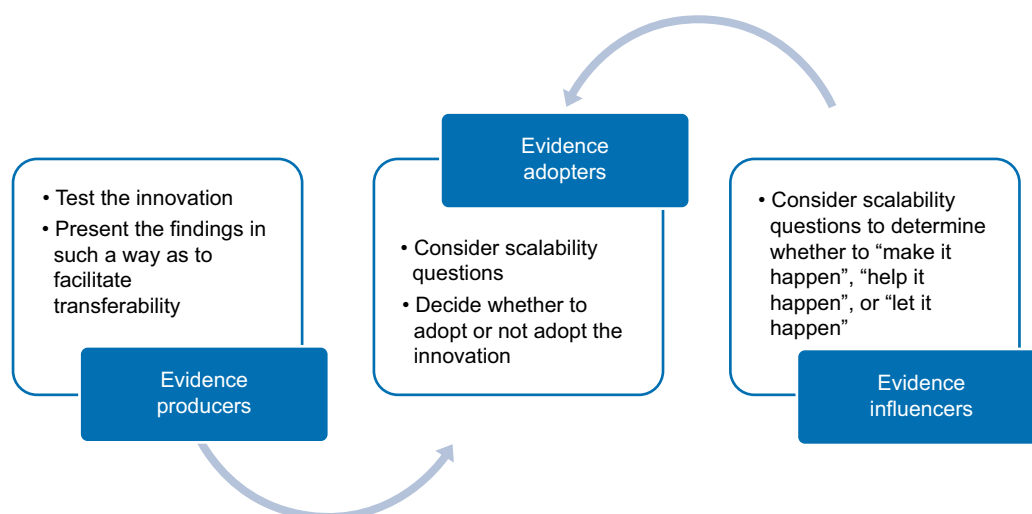 • Test the innovation
• Present the findings in
such a way as to
facilitate
transferability
Evidence
producers
Evidence
adopters
• Consider scalability
questions
• Decide whether to
adopt or not adopt the
innovation
• Consider scalability
questions to determine
whether to “make it
happen”, “help it
happen”, or “let it
happen”
Evidence
influencers